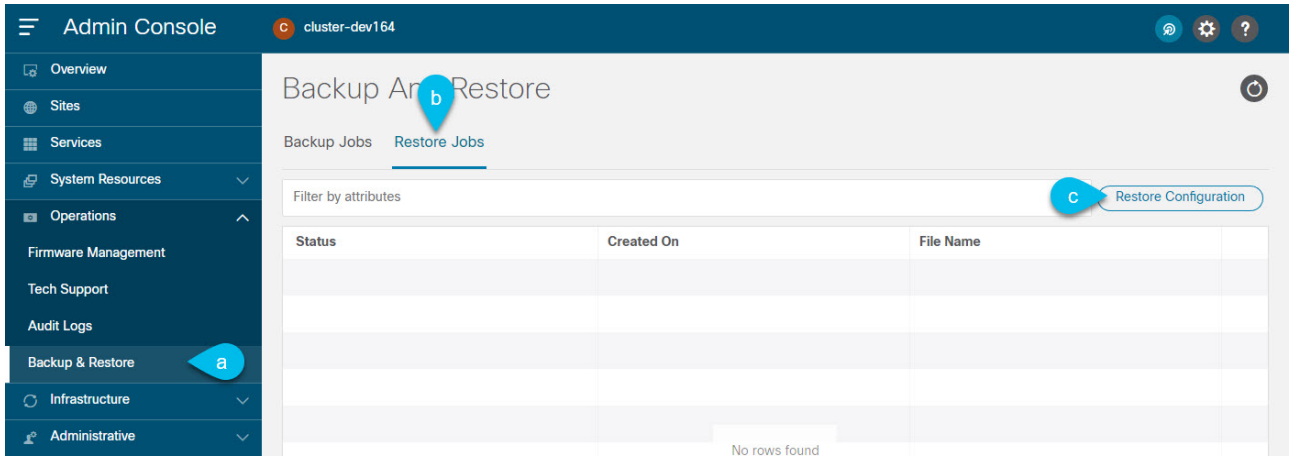 Admin Console
C cluster-dev164
?
Overview
Sites
Services
System Resources
Operations
Firmware Management
Tech Support
Audit Logs
Backup & Restore
a
Infrastructure
Administrative
Backup And Restore
b
Backup Jobs Restore Jobs
Filter by attributes
c
Restore Configuration
Status Created On File Name
No rows found